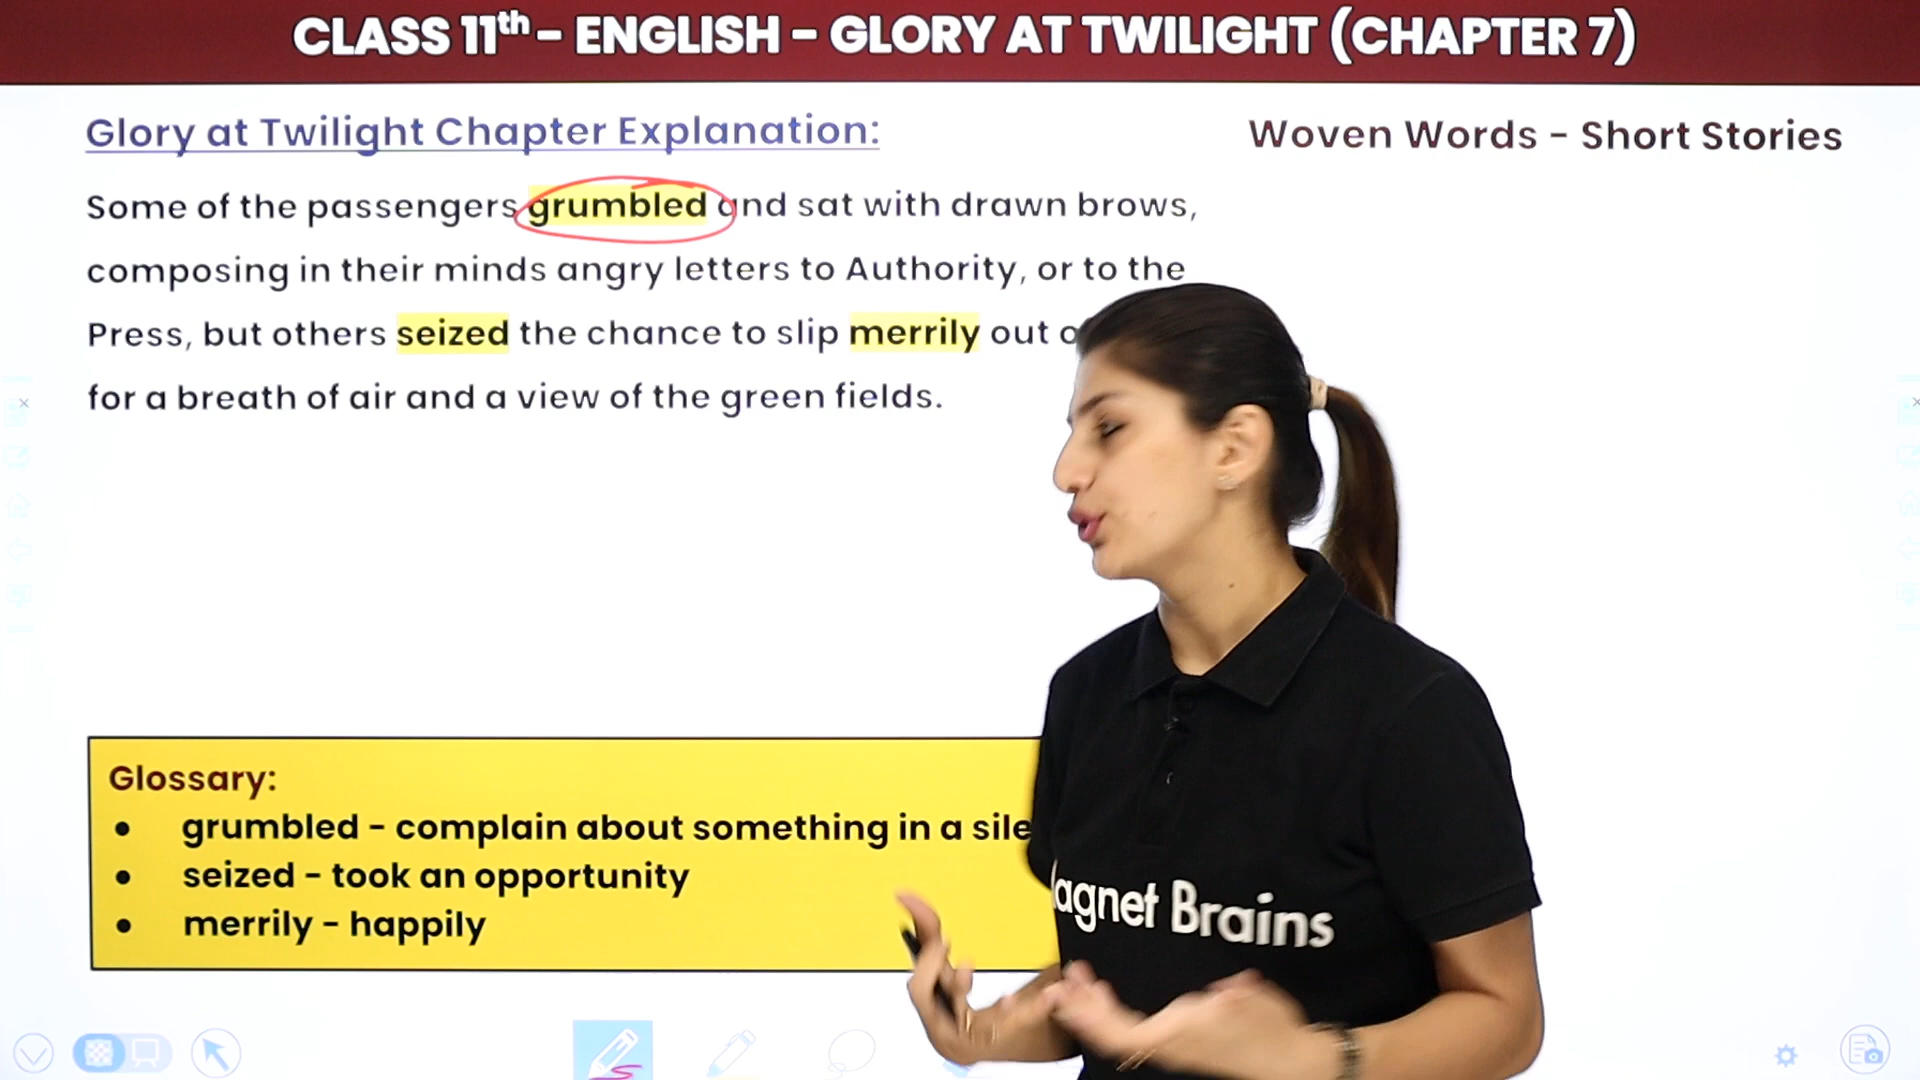 CLASS 11th – ENGLISH – GLORY AT TWILIGHT (CHAPTER 7)
Glory at Twilight Chapter Explanation:
Woven Words – Short Stories
Some of the passengers grumbled and sat with drawn brows,
composing in their minds angry letters to Authority, or to the
Press, but others seized the chance to slip merrily out
for a breath of air and a view of the green fields.
Glossary:
● grumbled – complain about something in a
● seized – took an opportunity
● merrily – happily
agnet Brains